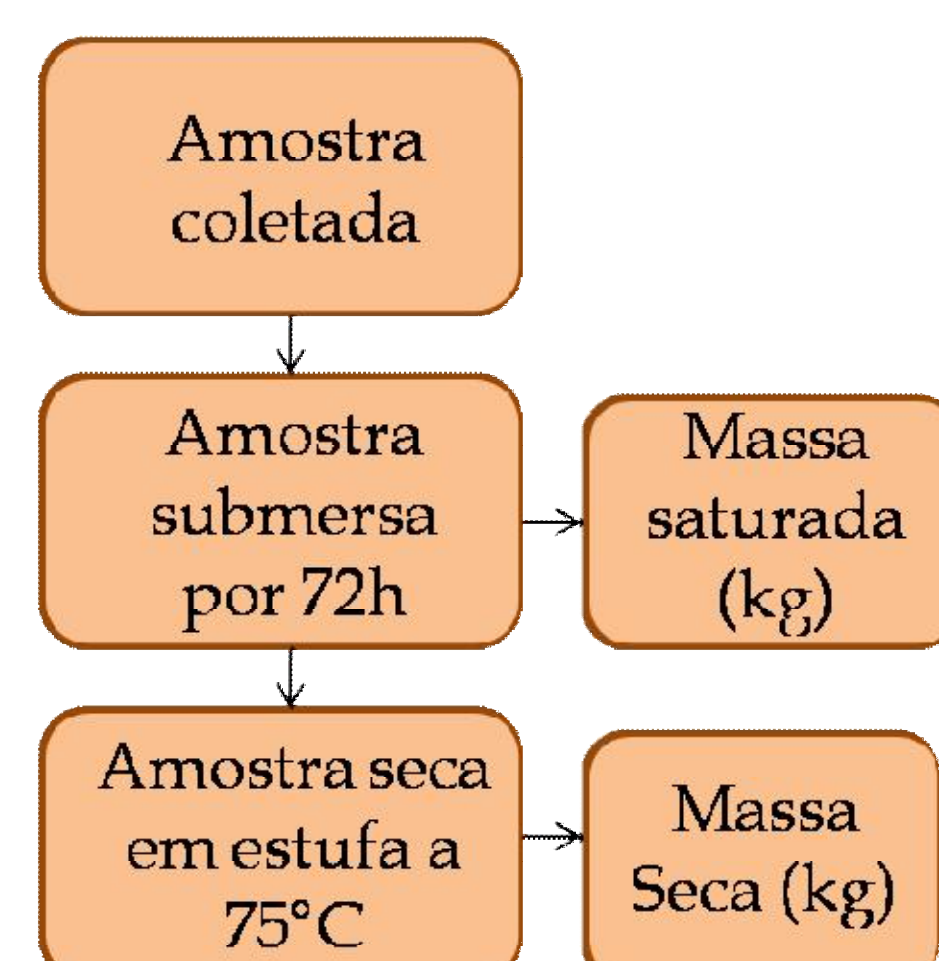 Amostra
coletada
Amostra
submersa
por 72h
Massa
saturada
(kg)
Amostra seca
em estufa a
75°C
Massa
Seca (kg)